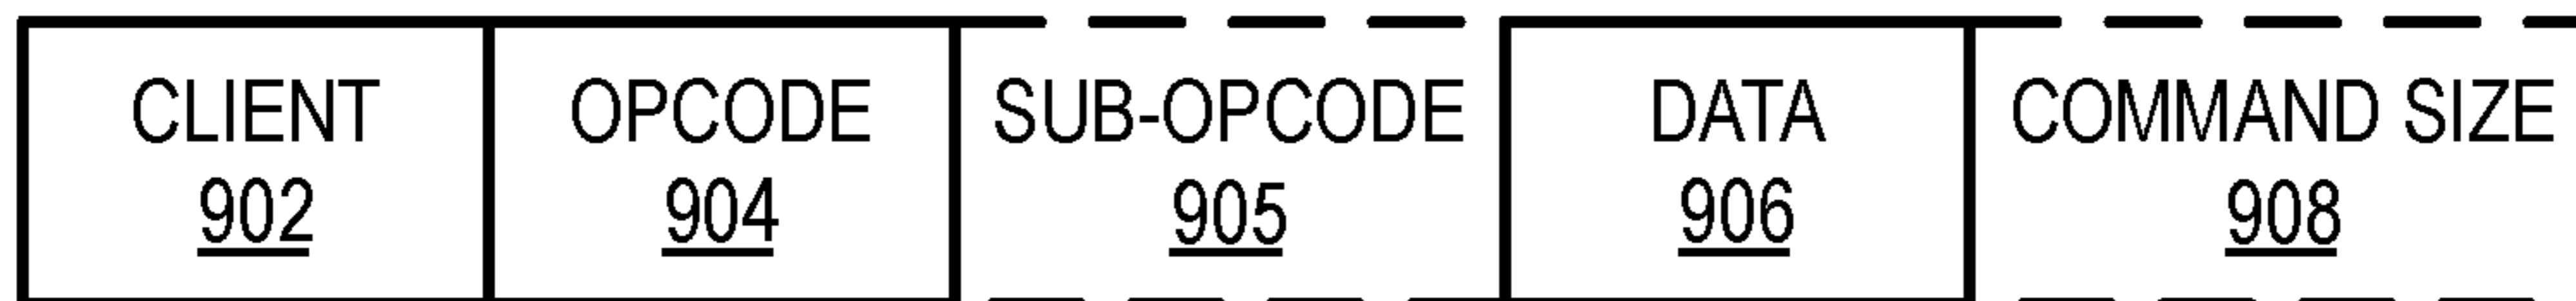 CLIENT OPCODE SUB-OPCODE DATA COMMAND SIZE
902 904 905 906 908